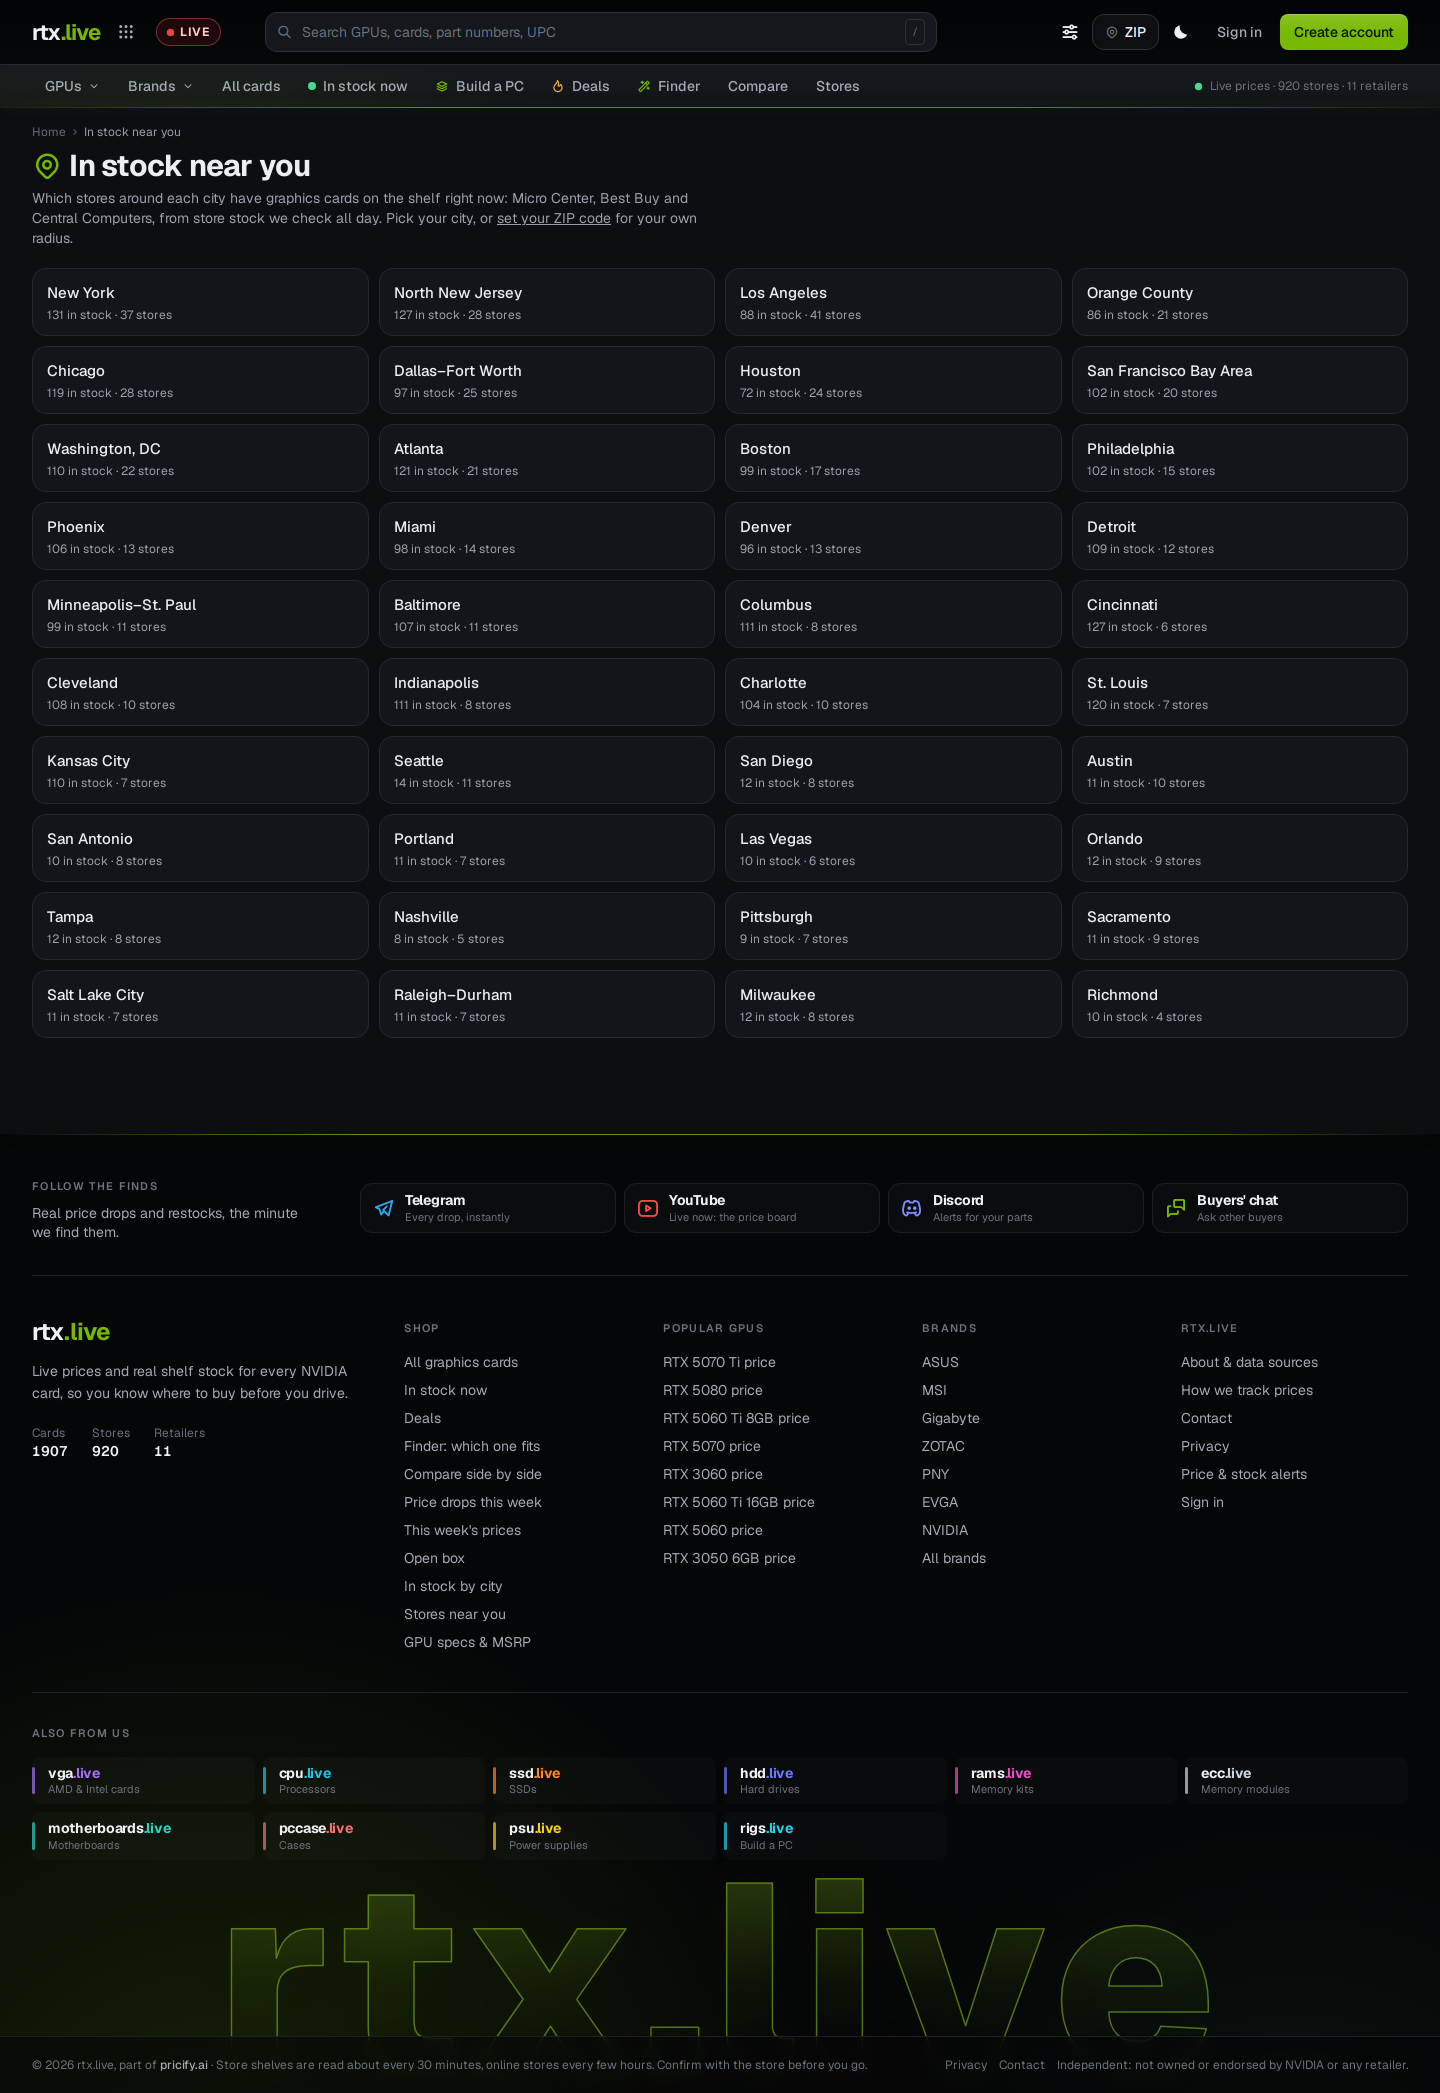 rtx.live
LIVE
Search GPUs, cards, part numbers, UPC
/
ZIP
Sign in
Create account
GPUs
Brands
All cards
In stock now
Build a PC
Deals
Finder
Compare
Stores
Live prices · 920 stores · 11 retailers
Home › In stock near you
In stock near you
Which stores around each city have graphics cards on the shelf right now: Micro Center, Best Buy and
Central Computers, from store stock we check all day. Pick your city, or set your ZIP code for your own
radius.
New York
131 in stock · 37 stores
North New Jersey
127 in stock · 28 stores
Los Angeles
88 in stock · 41 stores
Orange County
86 in stock · 21 stores
Chicago
119 in stock · 28 stores
Dallas–Fort Worth
97 in stock · 25 stores
Houston
72 in stock · 24 stores
San Francisco Bay Area
102 in stock · 20 stores
Washington, DC
110 in stock · 22 stores
Atlanta
121 in stock · 21 stores
Boston
99 in stock · 17 stores
Philadelphia
102 in stock · 15 stores
Phoenix
106 in stock · 13 stores
Miami
98 in stock · 14 stores
Denver
96 in stock · 13 stores
Detroit
109 in stock · 12 stores
Minneapolis–St. Paul
99 in stock · 11 stores
Baltimore
107 in stock · 11 stores
Columbus
111 in stock · 8 stores
Cincinnati
127 in stock · 6 stores
Cleveland
108 in stock · 10 stores
Indianapolis
111 in stock · 8 stores
Charlotte
104 in stock · 10 stores
St. Louis
120 in stock · 7 stores
Kansas City
110 in stock · 7 stores
Seattle
14 in stock · 11 stores
San Diego
12 in stock · 8 stores
Austin
11 in stock · 10 stores
San Antonio
10 in stock · 8 stores
Portland
11 in stock · 7 stores
Las Vegas
10 in stock · 6 stores
Orlando
12 in stock · 9 stores
Tampa
12 in stock · 8 stores
Nashville
8 in stock · 5 stores
Pittsburgh
9 in stock · 7 stores
Sacramento
11 in stock · 9 stores
Salt Lake City
11 in stock · 7 stores
Raleigh–Durham
11 in stock · 7 stores
Milwaukee
12 in stock · 8 stores
Richmond
10 in stock · 4 stores
FOLLOW THE FINDS
Real price drops and restocks, the minute
we find them.
Telegram
Every drop, instantly
YouTube
Live now: the price board
Discord
Alerts for your parts
Buyers' chat
Ask other buyers
rtx.live
Live prices and real shelf stock for every NVIDIA
card, so you know where to buy before you drive.
Cards
1907
Stores
920
Retailers
11
SHOP
All graphics cards
In stock now
Deals
Finder: which one fits
Compare side by side
Price drops this week
This week's prices
Open box
In stock by city
Stores near you
GPU specs & MSRP
POPULAR GPUS
RTX 5070 Ti price
RTX 5080 price
RTX 5060 Ti 8GB price
RTX 5070 price
RTX 3060 price
RTX 5060 Ti 16GB price
RTX 5060 price
RTX 3050 6GB price
BRANDS
ASUS
MSI
Gigabyte
ZOTAC
PNY
EVGA
NVIDIA
All brands
RTX.LIVE
About & data sources
How we track prices
Contact
Privacy
Price & stock alerts
Sign in
ALSO FROM US
vga.live
AMD & Intel cards
cpu.live
Processors
ssd.live
SSDs
hdd.live
Hard drives
rams.live
Memory kits
ecc.live
Memory modules
motherboards.live
Motherboards
pccase.live
Cases
psu.live
Power supplies
rigs.live
Build a PC
rtx.live
© 2026 rtx.live, part of pricify.ai · Store shelves are read about every 30 minutes, online stores every few hours. Confirm with the store before you go.
Privacy
Contact
Independent: not owned or endorsed by NVIDIA or any retailer.